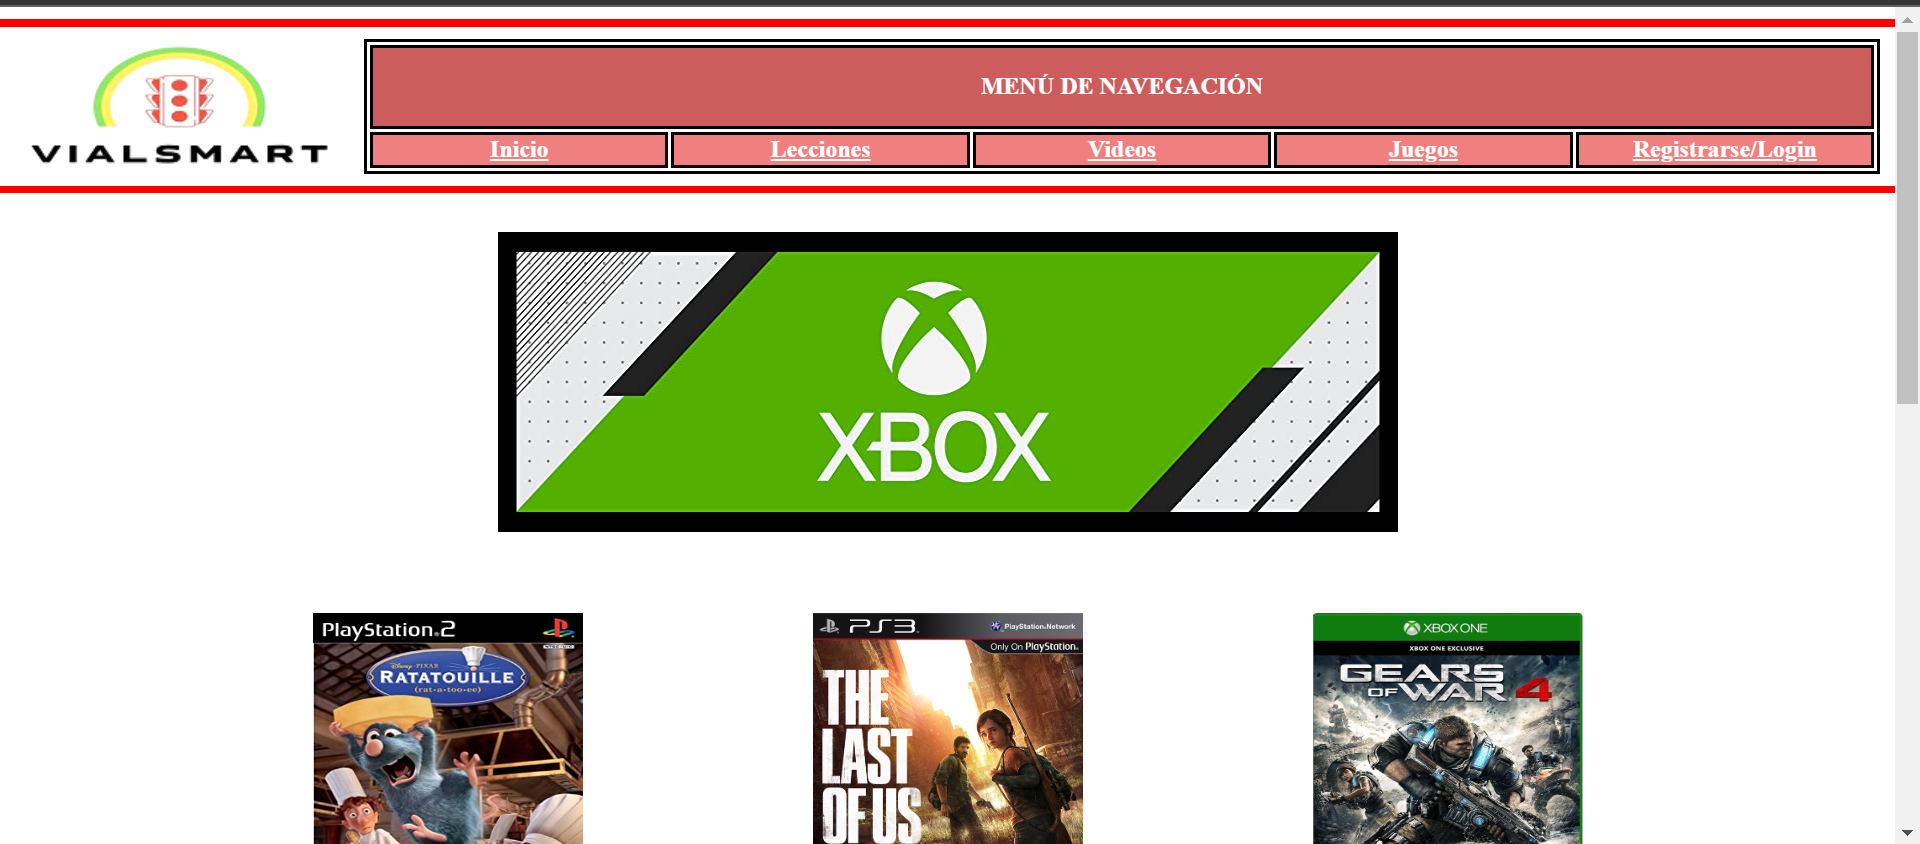 VIALSMART
MENÚ DE NAVEGACIÓN
Inicio
Lecciones
Videos
Juegos
Registrarse/Login
XBOX
PlayStation.2
Disney·PIXAR
RATATOUILLE
(rat·a·too·ee)
PS3
PlayStation.Network
Only On PlayStation.
THE
LAST
OF US
XBOX ONE
XBOX ONE EXCLUSIVE
GEARS
OF WAR 4